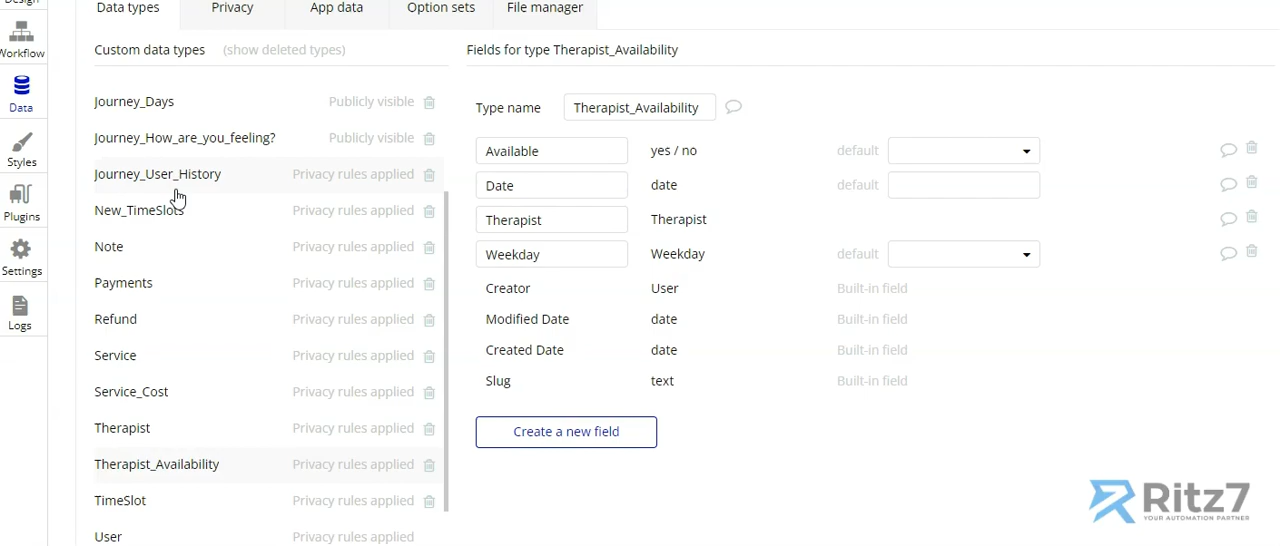 Design
Data types
Privacy
App data
Option sets
File manager
Workflow
Data
Styles
Plugins
Settings
Logs
Custom data types (show deleted types)
Journey_Days Publicly visible
Journey_How_are_you_feeling? Publicly visible
Journey_User_History Privacy rules applied
New_TimeSlots Privacy rules applied
Note Privacy rules applied
Payments Privacy rules applied
Refund Privacy rules applied
Service Privacy rules applied
Service_Cost Privacy rules applied
Therapist Privacy rules applied
Therapist_Availability Privacy rules applied
TimeSlot Privacy rules applied
User Privacy rules applied
Fields for type Therapist_Availability
Type name Therapist_Availability
Available yes / no default
Date date default
Therapist Therapist
Weekday Weekday default
Creator User Built-in field
Modified Date date Built-in field
Created Date date Built-in field
Slug text Built-in field
Create a new field
Ritz7
YOUR AUTOMATION PARTNER